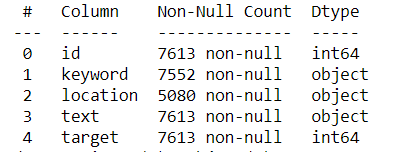 #   Column    Non-Null Count  Dtype
---  ------    --------------  -----
0   id        7613 non-null   int64
1   keyword   7552 non-null   object
2   location  5080 non-null   object
3   text      7613 non-null   object
4   target    7613 non-null   int64